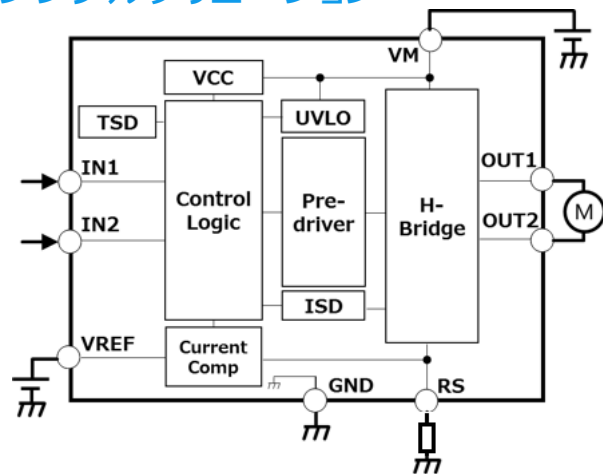 VM
VCC
TSD
UVLO
IN1
OUT1
Control
Logic
Pre-
driver
H-
Bridge
M
IN2
OUT2
ISD
VREF
Current
Comp
GND
RS